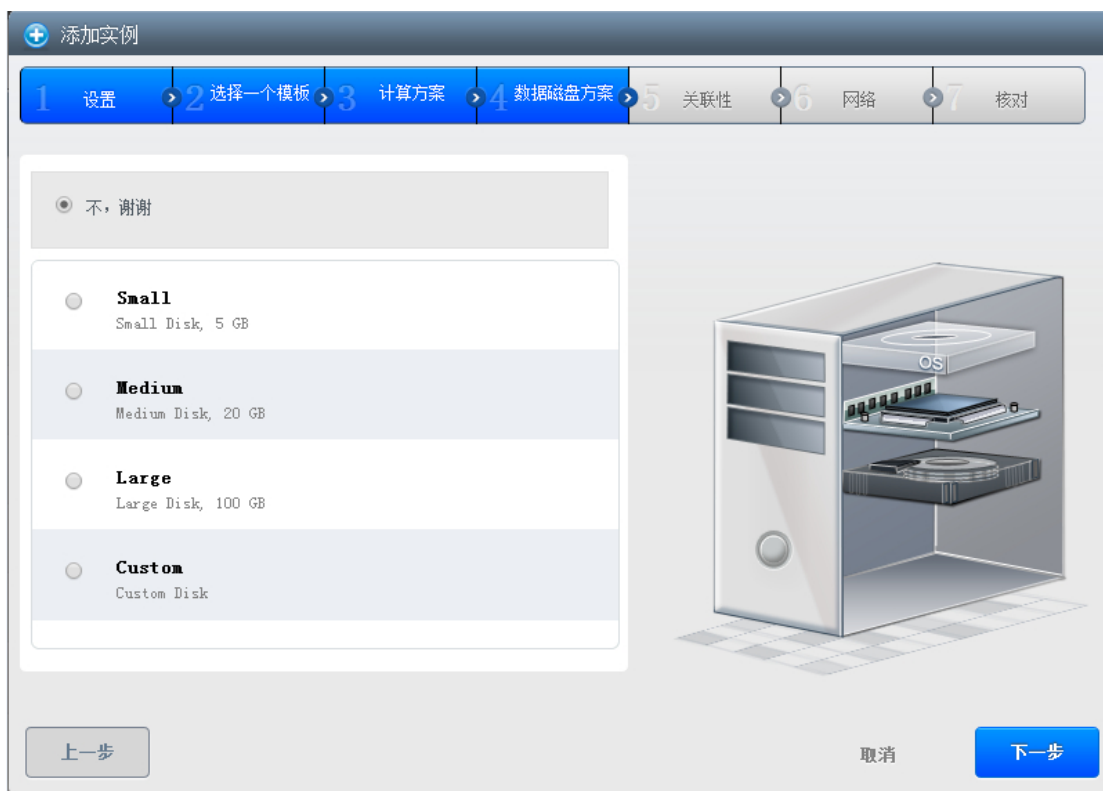 添加实例
1 设置
2 选择一个模板
3 计算方案
4 数据磁盘方案
5 关联性
6 网络
7 核对
不，谢谢
Small
Small Disk, 5 GB
Medium
Medium Disk, 20 GB
Large
Large Disk, 100 GB
Custom
Custom Disk
OS
上一步
取消
下一步